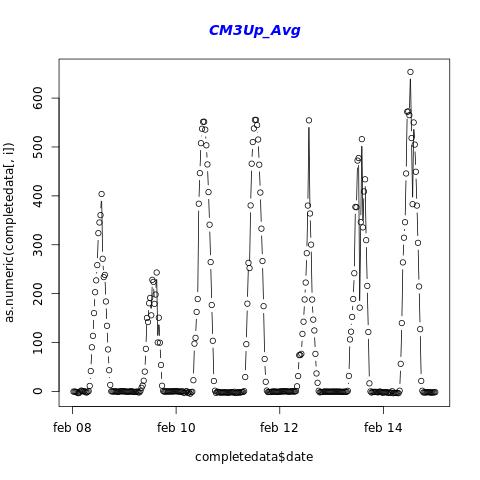 CM3Up_Avg
as.numeric(completedata[, i])
600
500
400
300
200
100
0
feb 08 feb 10 feb 12 feb 14
completedata$date